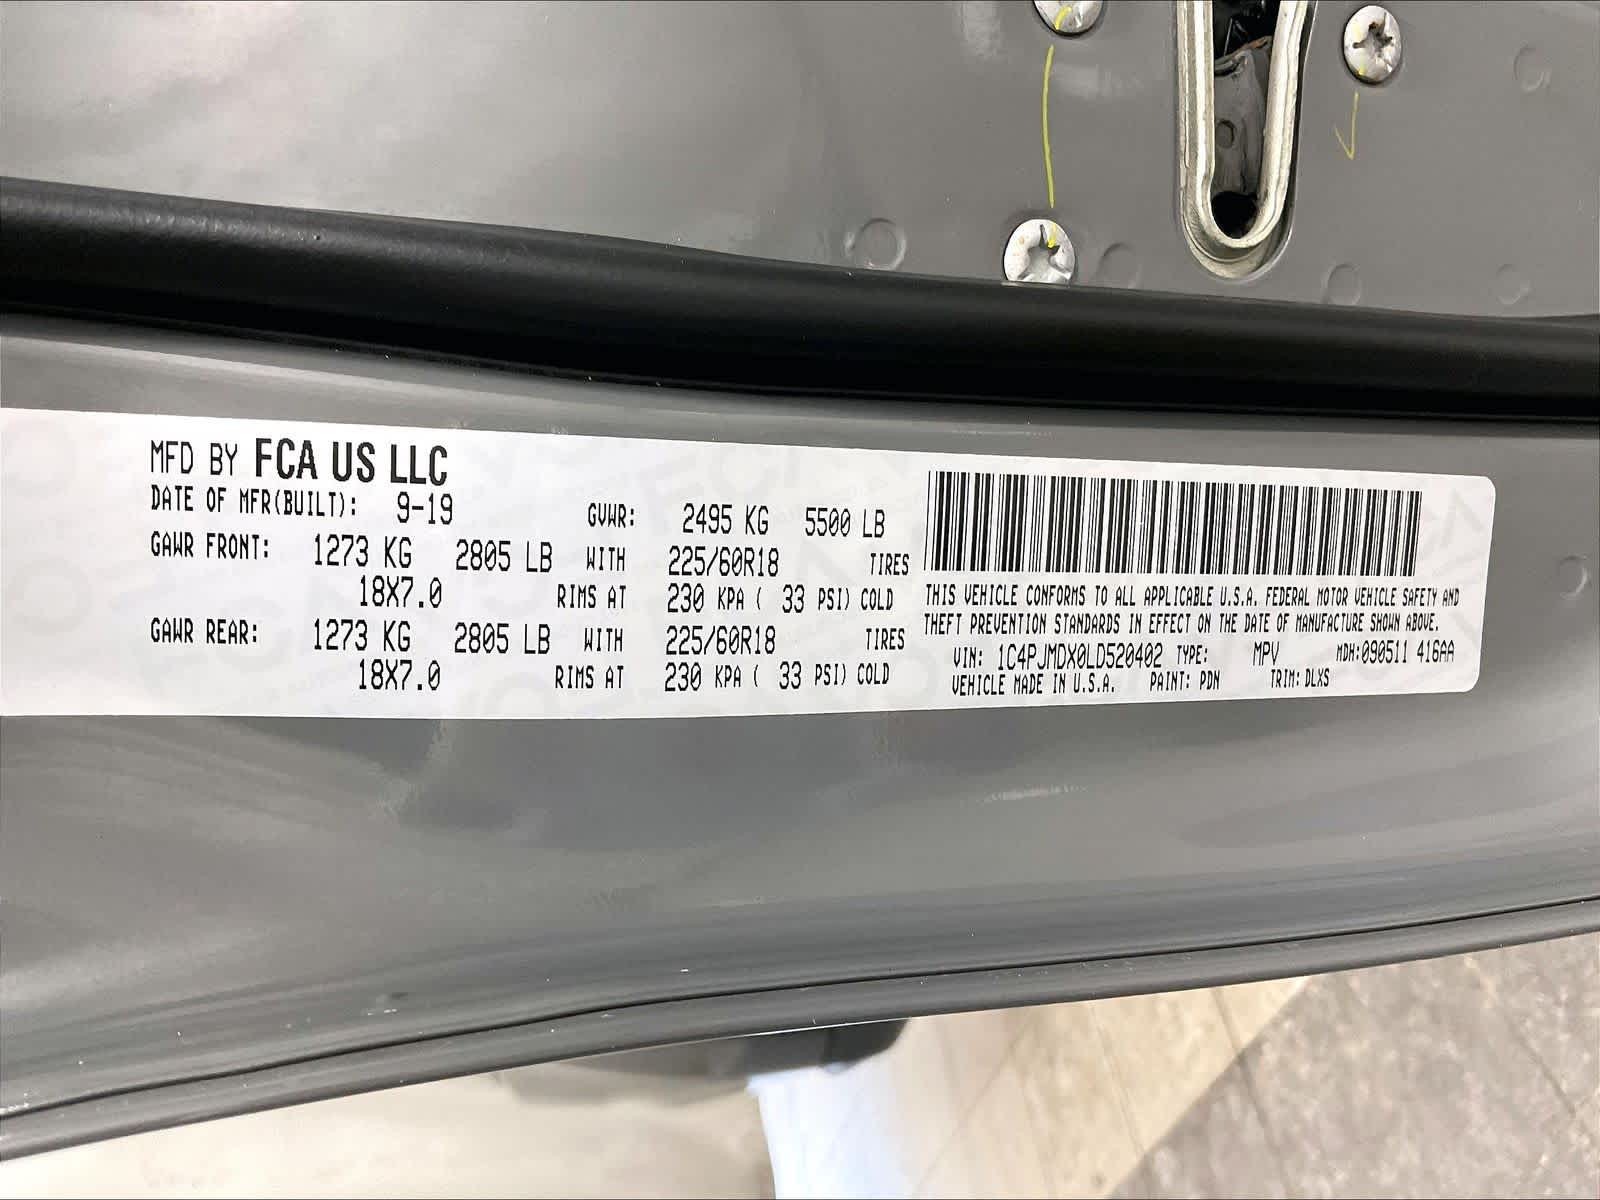 MFD BY FCA US LLC
DATE OF MFR(BUILT): 9-19 GVWR: 2495 KG 5500 LB
GAWR FRONT: 1273 KG 2805 LB WITH 225/60R18 TIRES
18X7.0 RIMS AT 230 KPA ( 33 PSI) COLD
GAWR REAR: 1273 KG 2805 LB WITH 225/60R18 TIRES
18X7.0 RIMS AT 230 KPA ( 33 PSI) COLD
THIS VEHICLE CONFORMS TO ALL APPLICABLE U.S.A. FEDERAL MOTOR VEHICLE SAFETY AND
THEFT PREVENTION STANDARDS IN EFFECT ON THE DATE OF MANUFACTURE SHOWN ABOVE.
VIN: 1C4PJMDX0LD520402 TYPE: MPV MDH:090511 416AA
VEHICLE MADE IN U.S.A. PAINT: PDN TRIM: DLXS